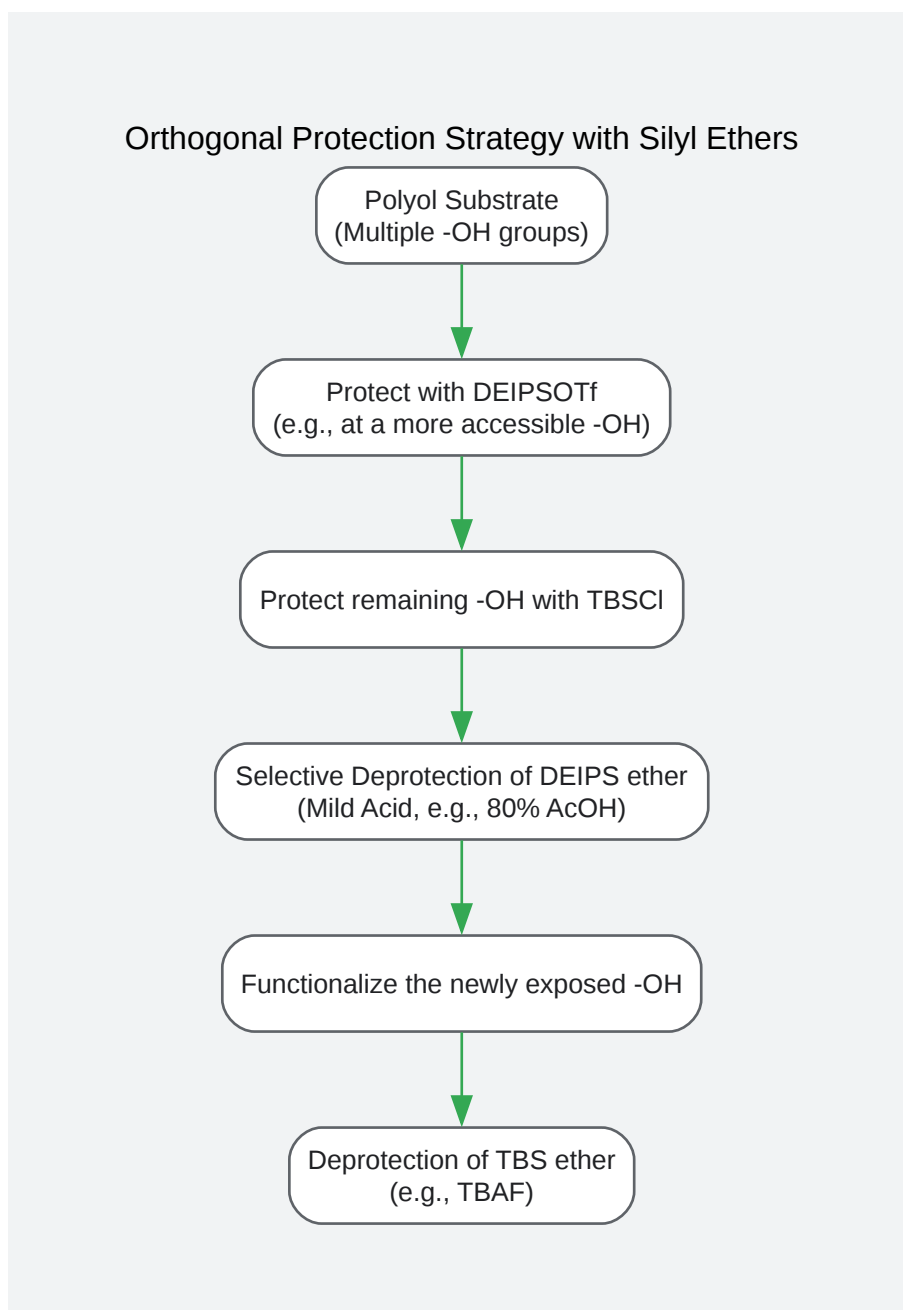 Orthogonal Protection Strategy with Silyl Ethers
Polyol Substrate
(Multiple -OH groups)
Protect with DEIPSOTf
(e.g., at a more accessible -OH)
Protect remaining -OH with TBSCl
Selective Deprotection of DEIPS ether
(Mild Acid, e.g., 80% AcOH)
Functionalize the newly exposed -OH
Deprotection of TBS ether
(e.g., TBAF)